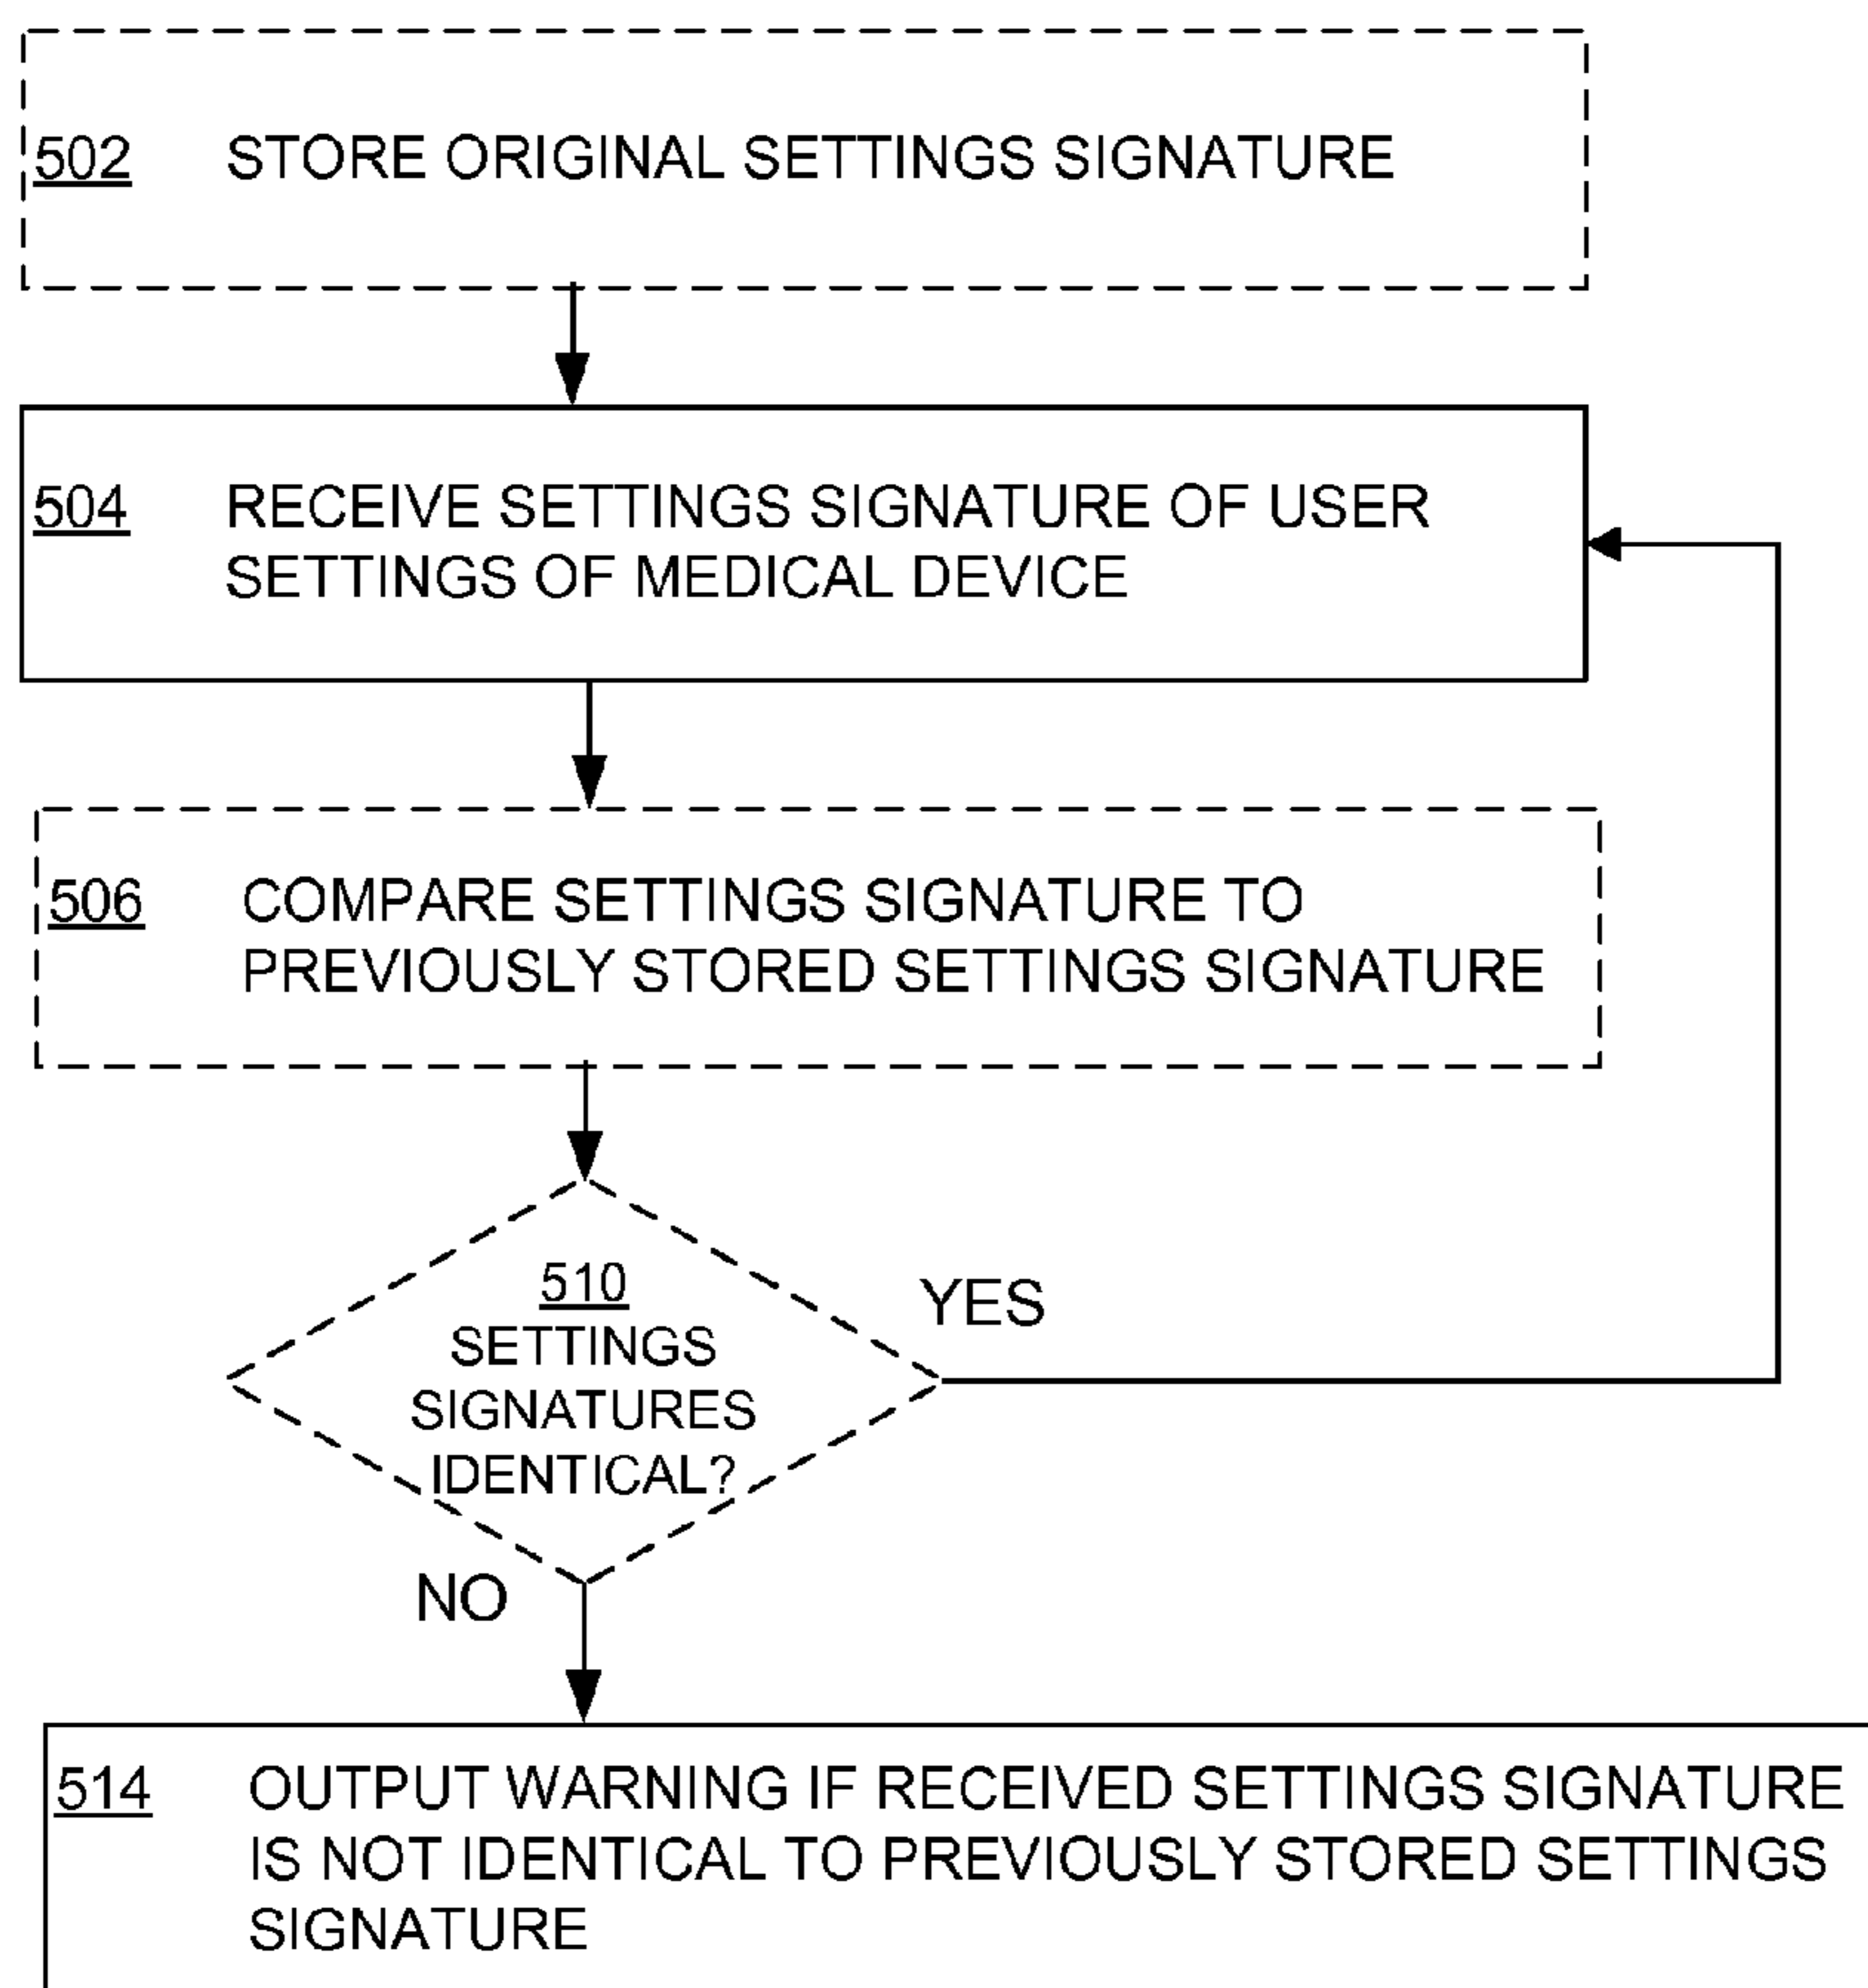 502 STORE ORIGINAL SETTINGS SIGNATURE
504 RECEIVE SETTINGS SIGNATURE OF USER
SETTINGS OF MEDICAL DEVICE
506 COMPARE SETTINGS SIGNATURE TO
PREVIOUSLY STORED SETTINGS SIGNATURE
510
SETTINGS
SIGNATURES
IDENTICAL?
YES
NO
514 OUTPUT WARNING IF RECEIVED SETTINGS SIGNATURE
IS NOT IDENTICAL TO PREVIOUSLY STORED SETTINGS
SIGNATURE